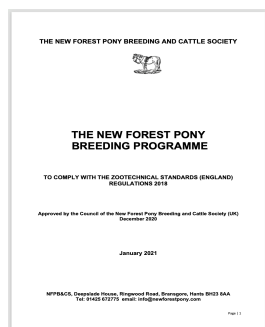 THE NEW FOREST PONY BREEDING AND CATTLE SOCIETY
THE NEW FOREST PONY
BREEDING PROGRAMME
TO COMPLY WITH THE ZOOTECHNICAL STANDARDS (ENGLAND)
REGULATIONS 2018
Approved by the Council of the New Forest Pony Breeding and Cattle Society (UK)
December 2020
January 2021
NFPB&CS, Deepslade House, Ringwood Road, Bransgore, Hants BH23 8AA
Tel: 01425 672775 email: info@newforestpony.com
Page | 1